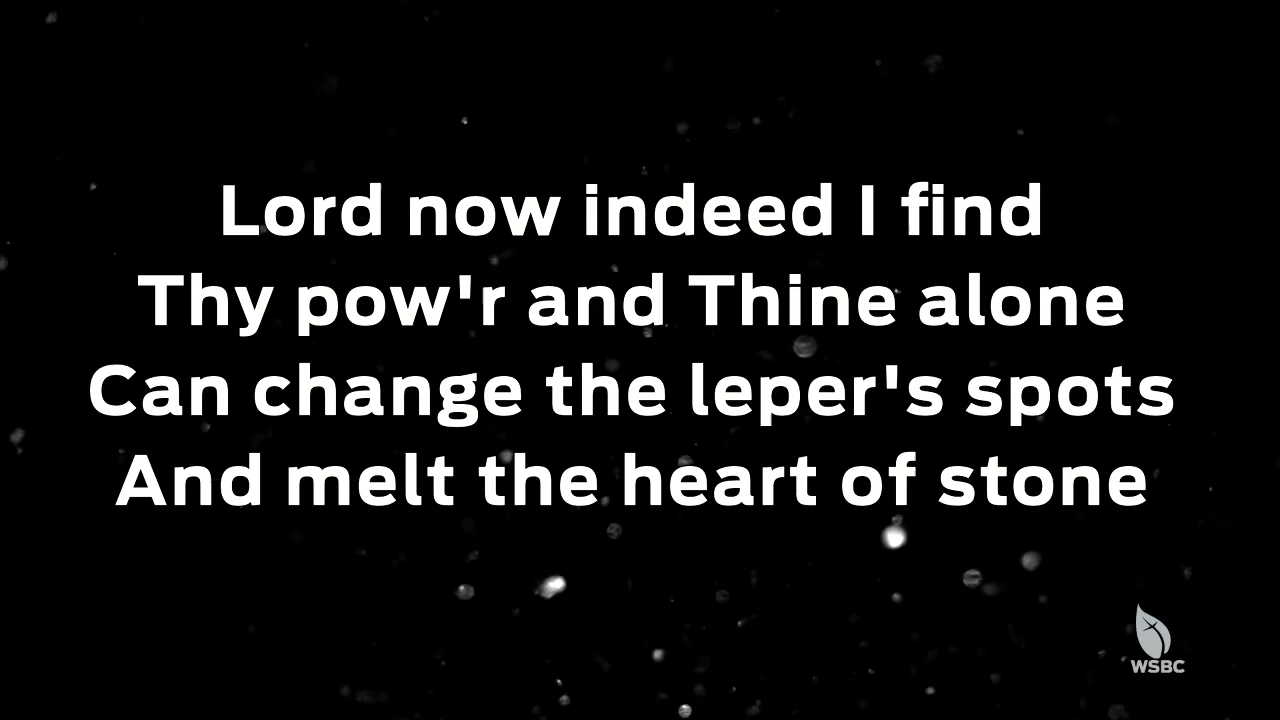 Lord now indeed I find
Thy pow'r and Thine alone
Can change the leper's spots
And melt the heart of stone
WSBC